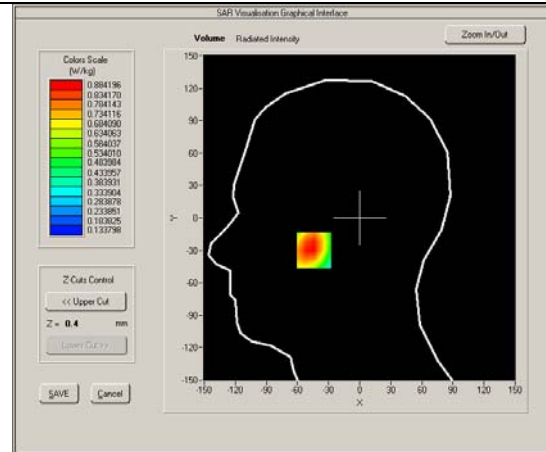 SAR Visualisation Graphical Interface
Volume Radiated Intensity
Zoom In/Out
Colors Scale
(W/kg)
0.884196
0.834170
0.784143
0.734116
0.684090
0.634063
0.584037
0.534010
0.483984
0.433957
0.383931
0.333904
0.283878
0.233851
0.183825
0.133798
Z-Cuts Control
<< Upper Cut
Z = 0.4 mm
Lower Cut >>
SAVE Cancel
150-
120-
90-
60-
30-
0-
-30-
-60-
-90-
-120-
-150-
Y
-150 -120 -90 -60 -30 0 30 60 90 120 150
X